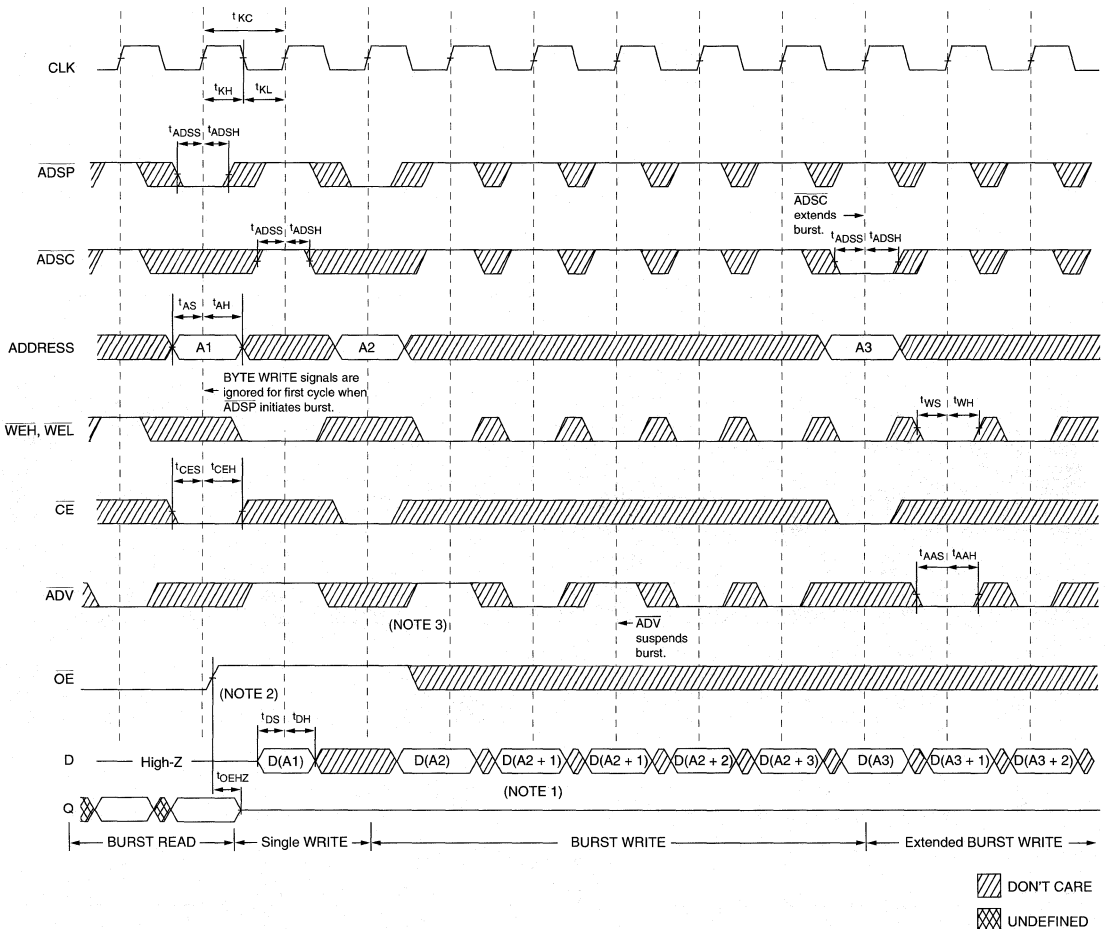 tKC
CLK
tKH tKL
tADSS tADSH
ADSP
ADSC
extends
burst.
tADSS tADSH
tADSS tADSH
ADSC
tAS tAH
ADDRESS A1 A2 A3
BYTE WRITE signals are
ignored for first cycle when
ADSP initiates burst.
tWS tWH
WEH, WEL
tCES tCEH
CE
tAAS tAAH
ADV
(NOTE 3)
ADV
suspends
burst.
OE
(NOTE 2)
tDS tDH
D High-Z D(A1) D(A2) D(A2 + 1) D(A2 + 1) D(A2 + 2) D(A2 + 3) D(A3) D(A3 + 1) D(A3 + 2)
tOEHZ
(NOTE 1)
Q
BURST READ Single WRITE BURST WRITE Extended BURST WRITE
DON'T CARE
UNDEFINED